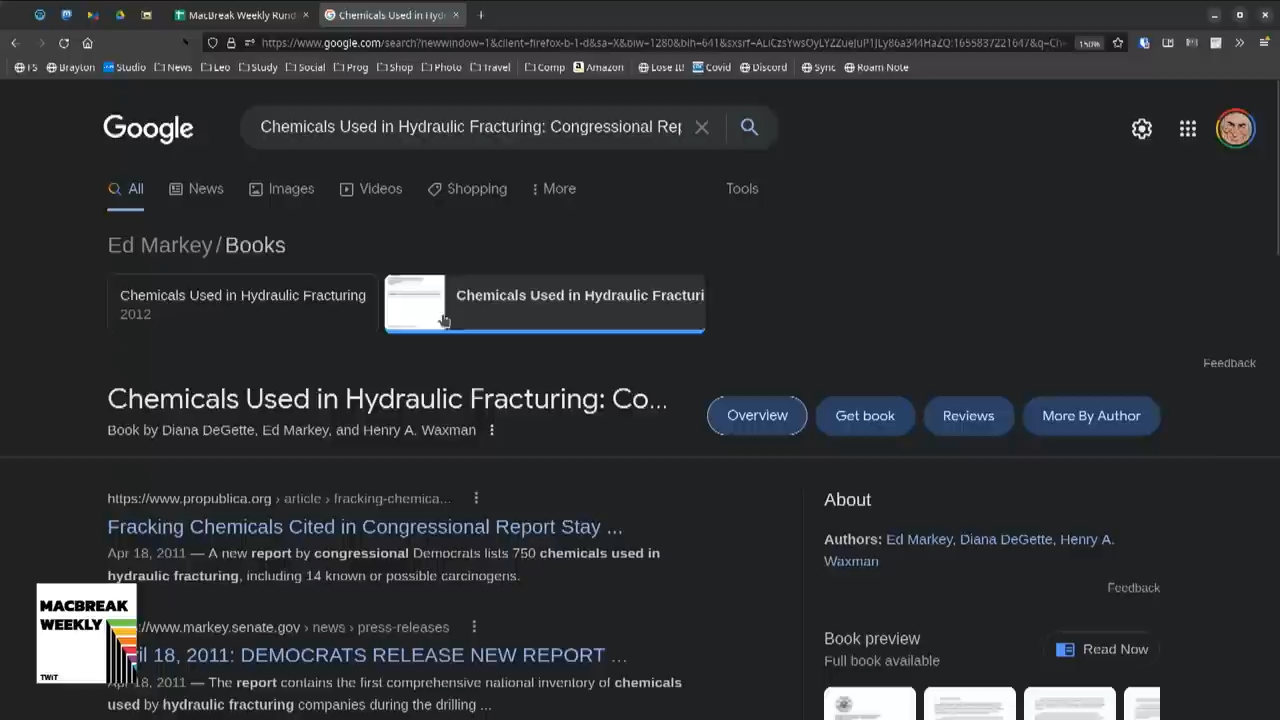 MacBreak Weekly Rund
Chemicals Used in Hydr
https://www.google.com/search?newwindow=1&client=firefox-b-1-d&sa=X&biw=1280&bih=641&sxsrf=
150%
FS Brayton Studio News Leo Study Social Prog Shop Photo Travel Comp Amazon Lose It! Covid Discord Sync Roam Note
Google
Chemicals Used in Hydraulic Fracturing: Congressional Rep
All News Images Videos Shopping More Tools
Ed Markey / Books
Chemicals Used in Hydraulic Fracturing
2012
Chemicals Used in Hydraulic Fracturi
Feedback
Chemicals Used in Hydraulic Fracturing: Co...
Book by Diana DeGette, Ed Markey, and Henry A. Waxman
Overview Get book Reviews More By Author
https://www.propublica.org › article › fracking-chemica...
Fracking Chemicals Cited in Congressional Report Stay ...
Apr 18, 2011 — A new report by congressional Democrats lists 750 chemicals used in
hydraulic fracturing, including 14 known or possible carcinogens.
://www.markey.senate.gov › news › press-releases
il 18, 2011: DEMOCRATS RELEASE NEW REPORT ...
Apr 18, 2011 — The report contains the first comprehensive national inventory of chemicals
used by hydraulic fracturing companies during the drilling ...
About
Authors: Ed Markey, Diana DeGette, Henry A.
Waxman
Feedback
Book preview
Full book available
Read Now
MACBREAK
WEEKLY
TWiT